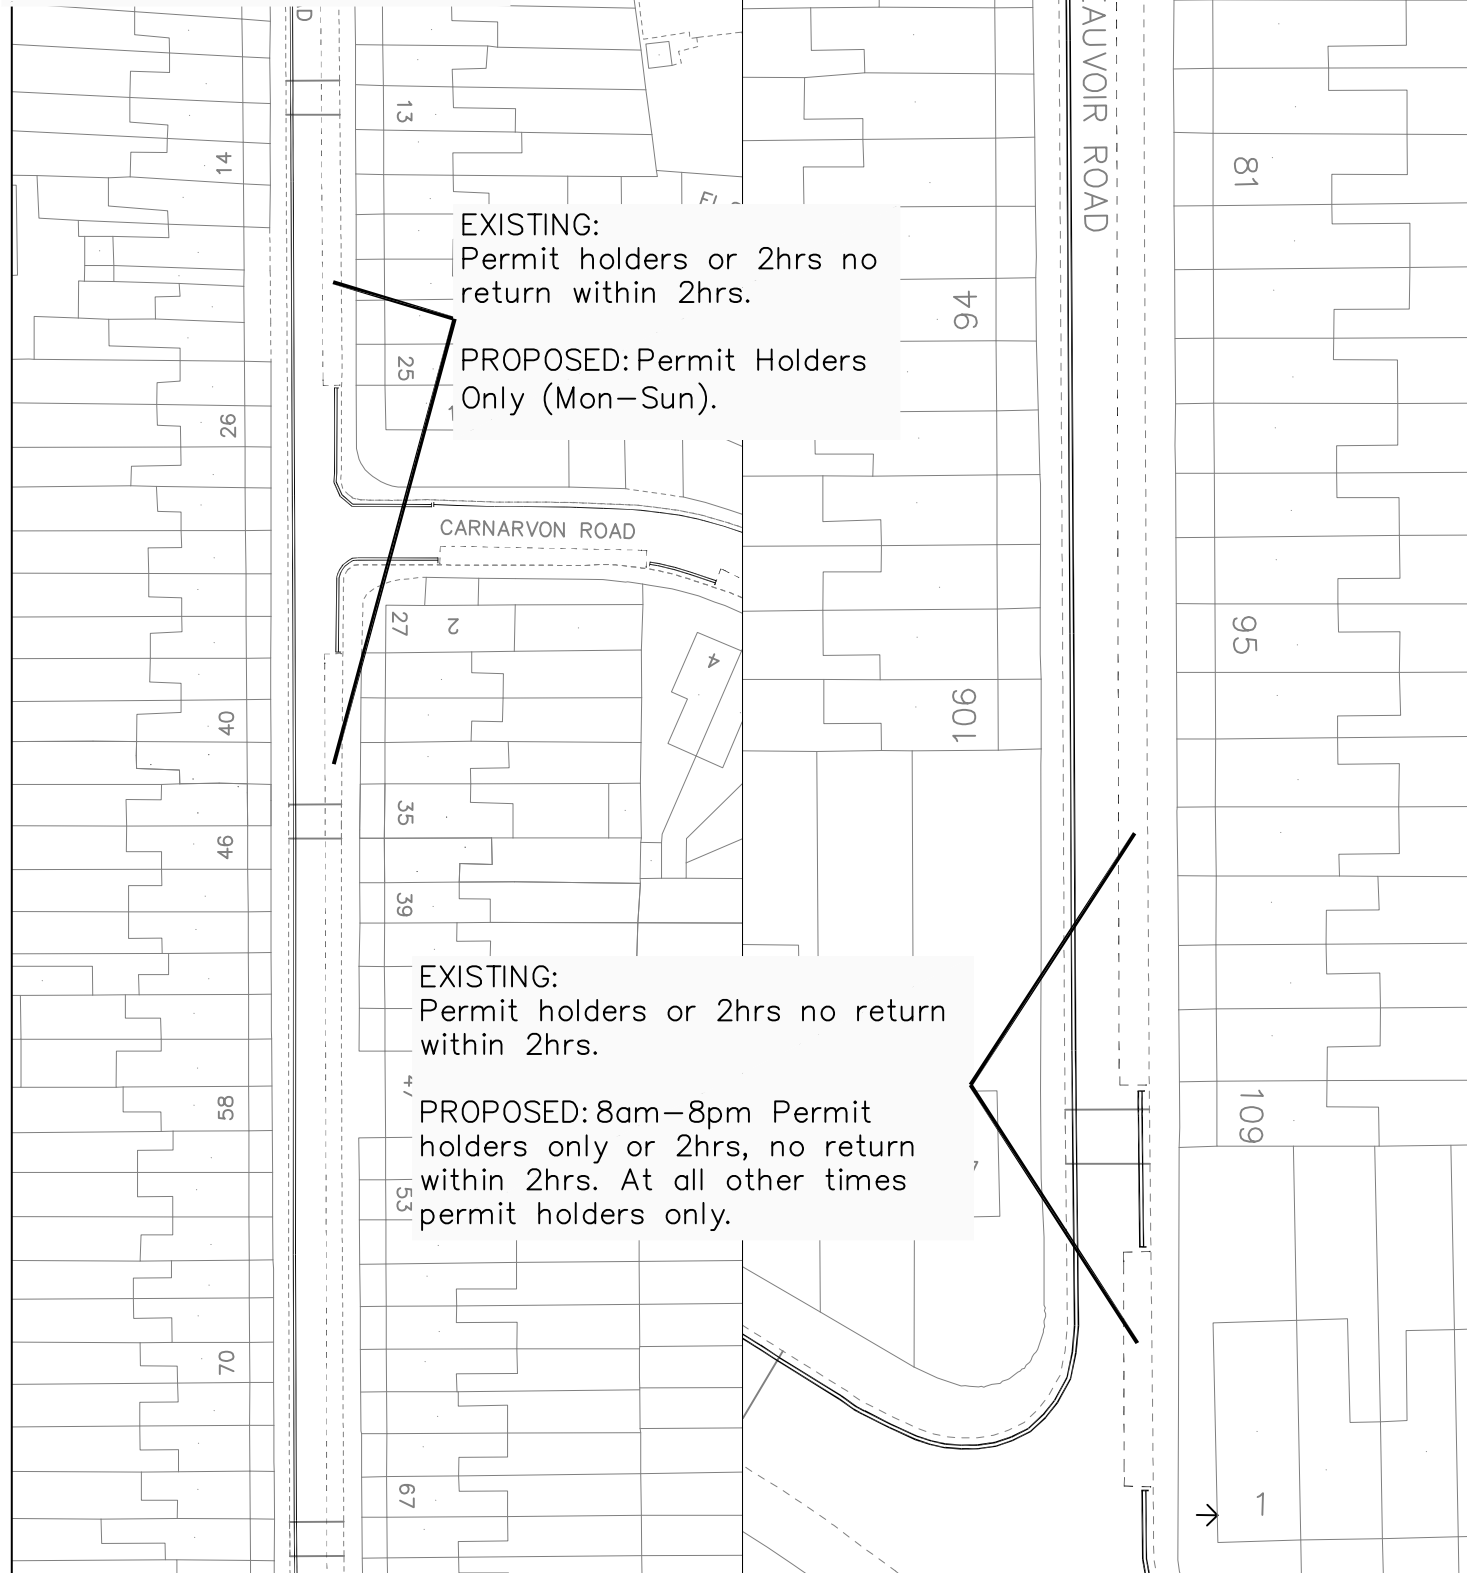 D
13
14
EXISTING:
Permit holders or 2hrs no
return within 2hrs.
PROPOSED: Permit Holders
Only (Mon-Sun).
25
26
CARNARVON ROAD
27
2
4
40
35
46
39
EXISTING:
Permit holders or 2hrs no return
within 2hrs.
PROPOSED: 8am-8pm Permit
holders only or 2hrs, no return
within 2hrs. At all other times
permit holders only.
58
53
70
67
EAUVOIR ROAD
81
94
95
106
109
1